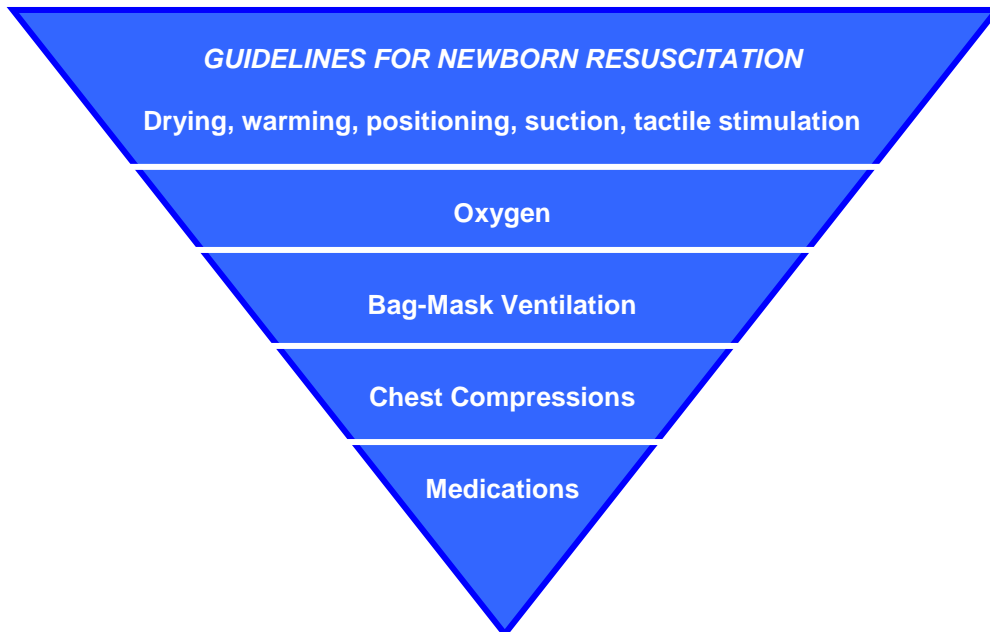 GUIDELINES FOR NEWBORN RESUSCITATION
Drying, warming, positioning, suction, tactile stimulation
Oxygen
Bag-Mask Ventilation
Chest Compressions
Medications